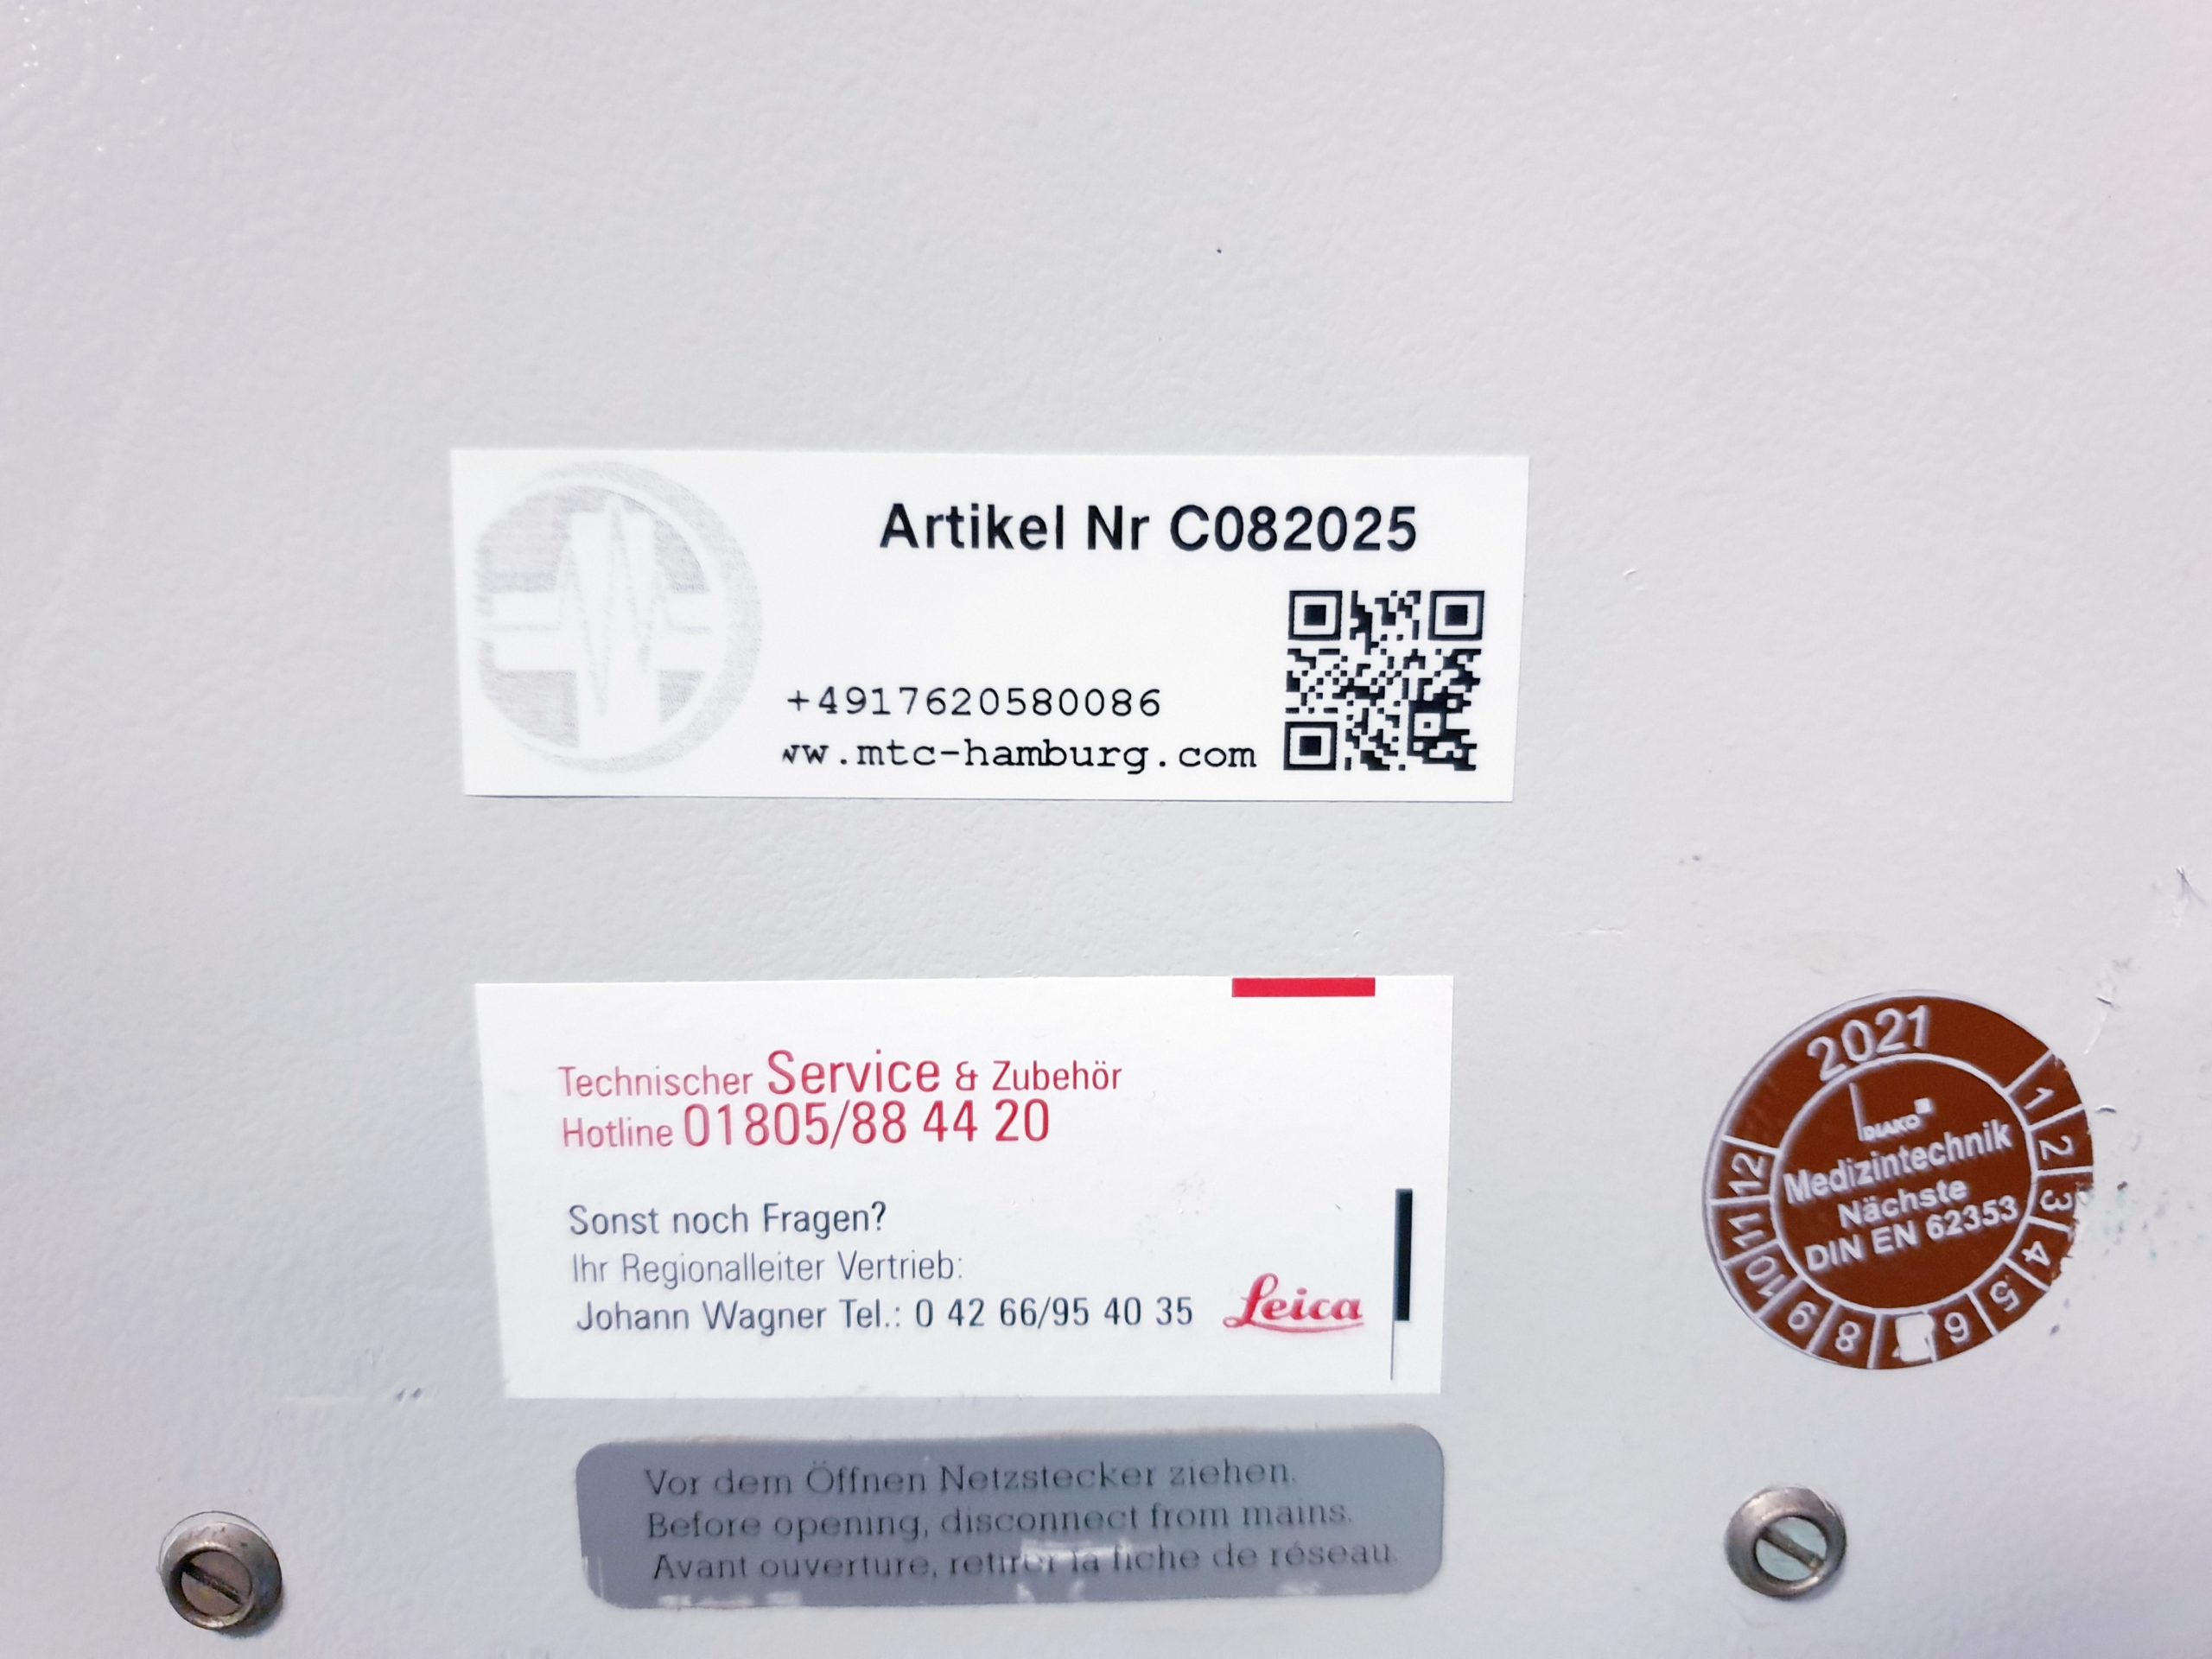 Artikel Nr C082025
+4917620580086
ww.mtc-hamburg.com
Technischer Service & Zubehör
Hotline 01805/88 44 20
Sonst noch Fragen?
Ihr Regionalleiter Vertrieb:
Johann Wagner Tel.: 0 42 66/95 40 35
Leica
2021
DIAKO
Medizintechnik
Nächste
DIN EN 62353
1 2 3 4 5 6 8 9 10 11 12
Vor dem Öffnen Netzstecker ziehen.
Before opening, disconnect from mains.
Avant ouverture, retirer la fiche de réseau.